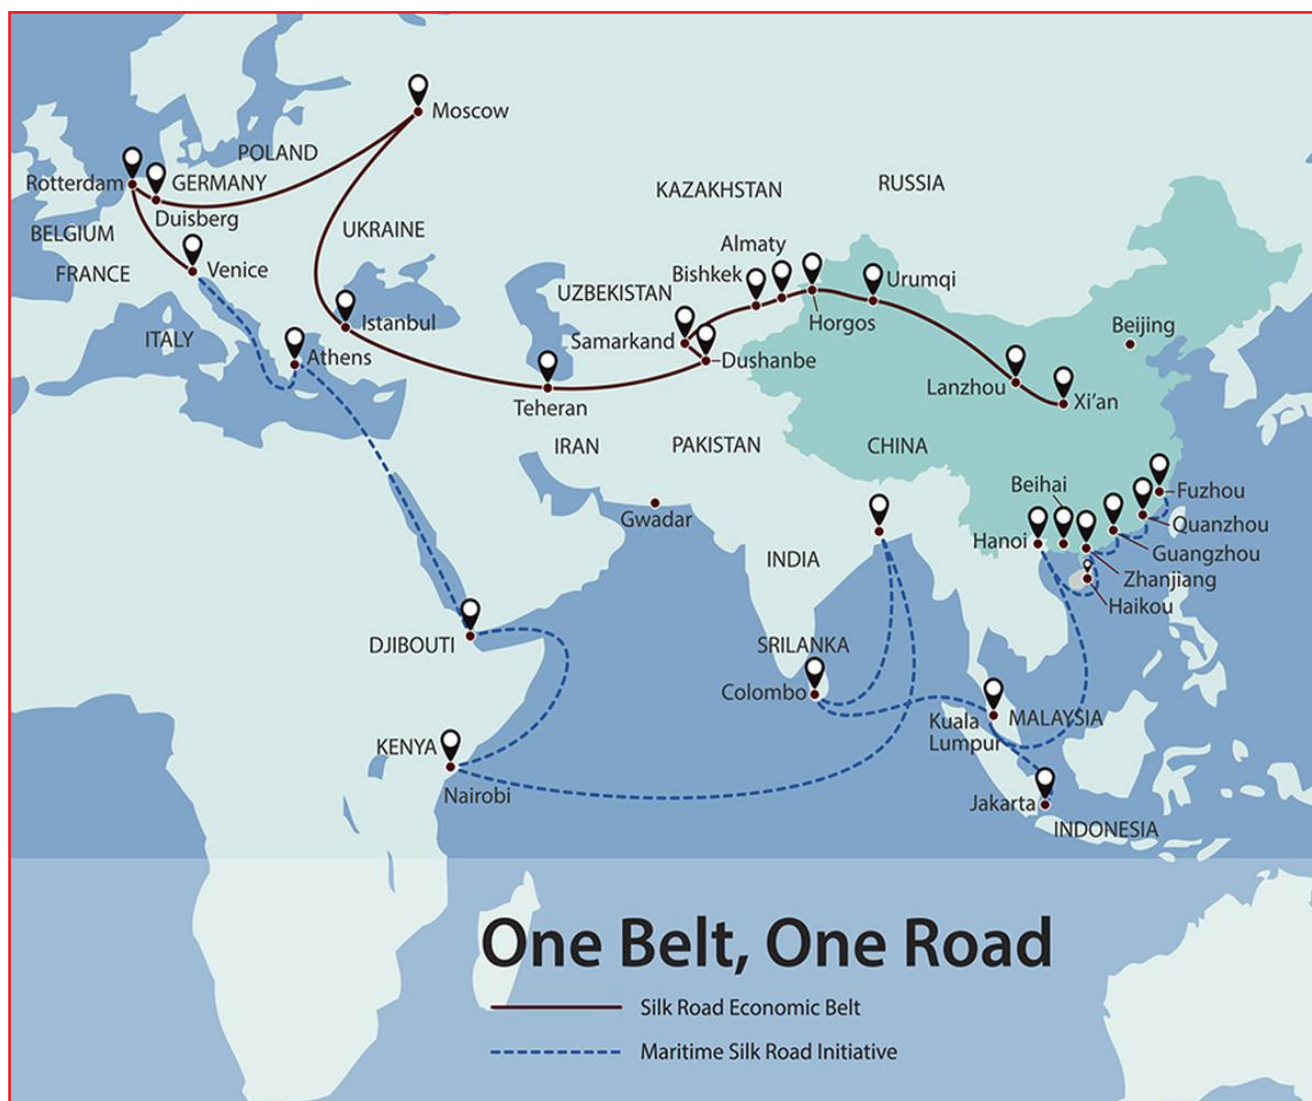 Moscow
POLAND
Rotterdam
GERMANY
KAZAKHSTAN
RUSSIA
Duisberg
BELGIUM
UKRAINE
Almaty
FRANCE
Venice
Bishkek
Urumqi
UZBEKISTAN
Istanbul
Horgos
Beijing
ITALY
Samarkand
Athens
Dushanbe
Lanzhou
Xi'an
Teheran
IRAN
PAKISTAN
CHINA
Beihai
Fuzhou
Gwadar
Quanzhou
Hanoi
Guangzhou
INDIA
Zhanjiang
Haikou
DJIBOUTI
SRILANKA
Colombo
Kuala
Lumpur
MALAYSIA
KENYA
Nairobi
Jakarta
INDONESIA
One Belt, One Road
Silk Road Economic Belt
Maritime Silk Road Initiative